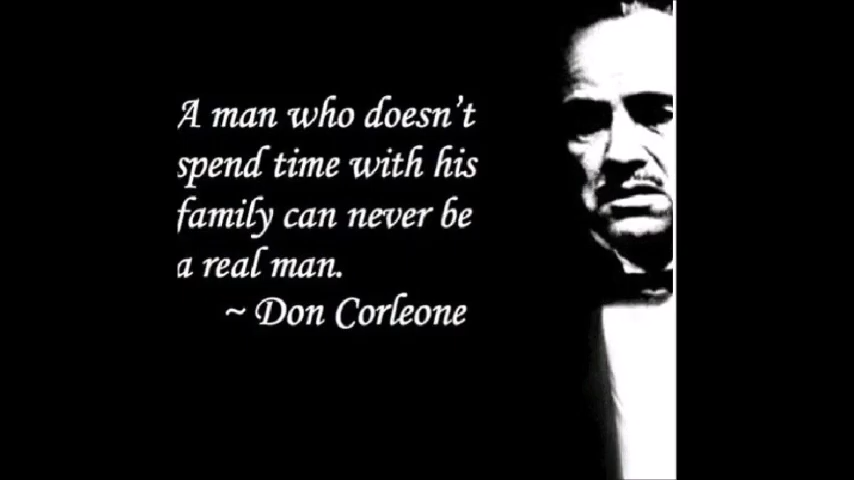 A man who doesn't
spend time with his
family can never be
a real man.
~ Don Corleone